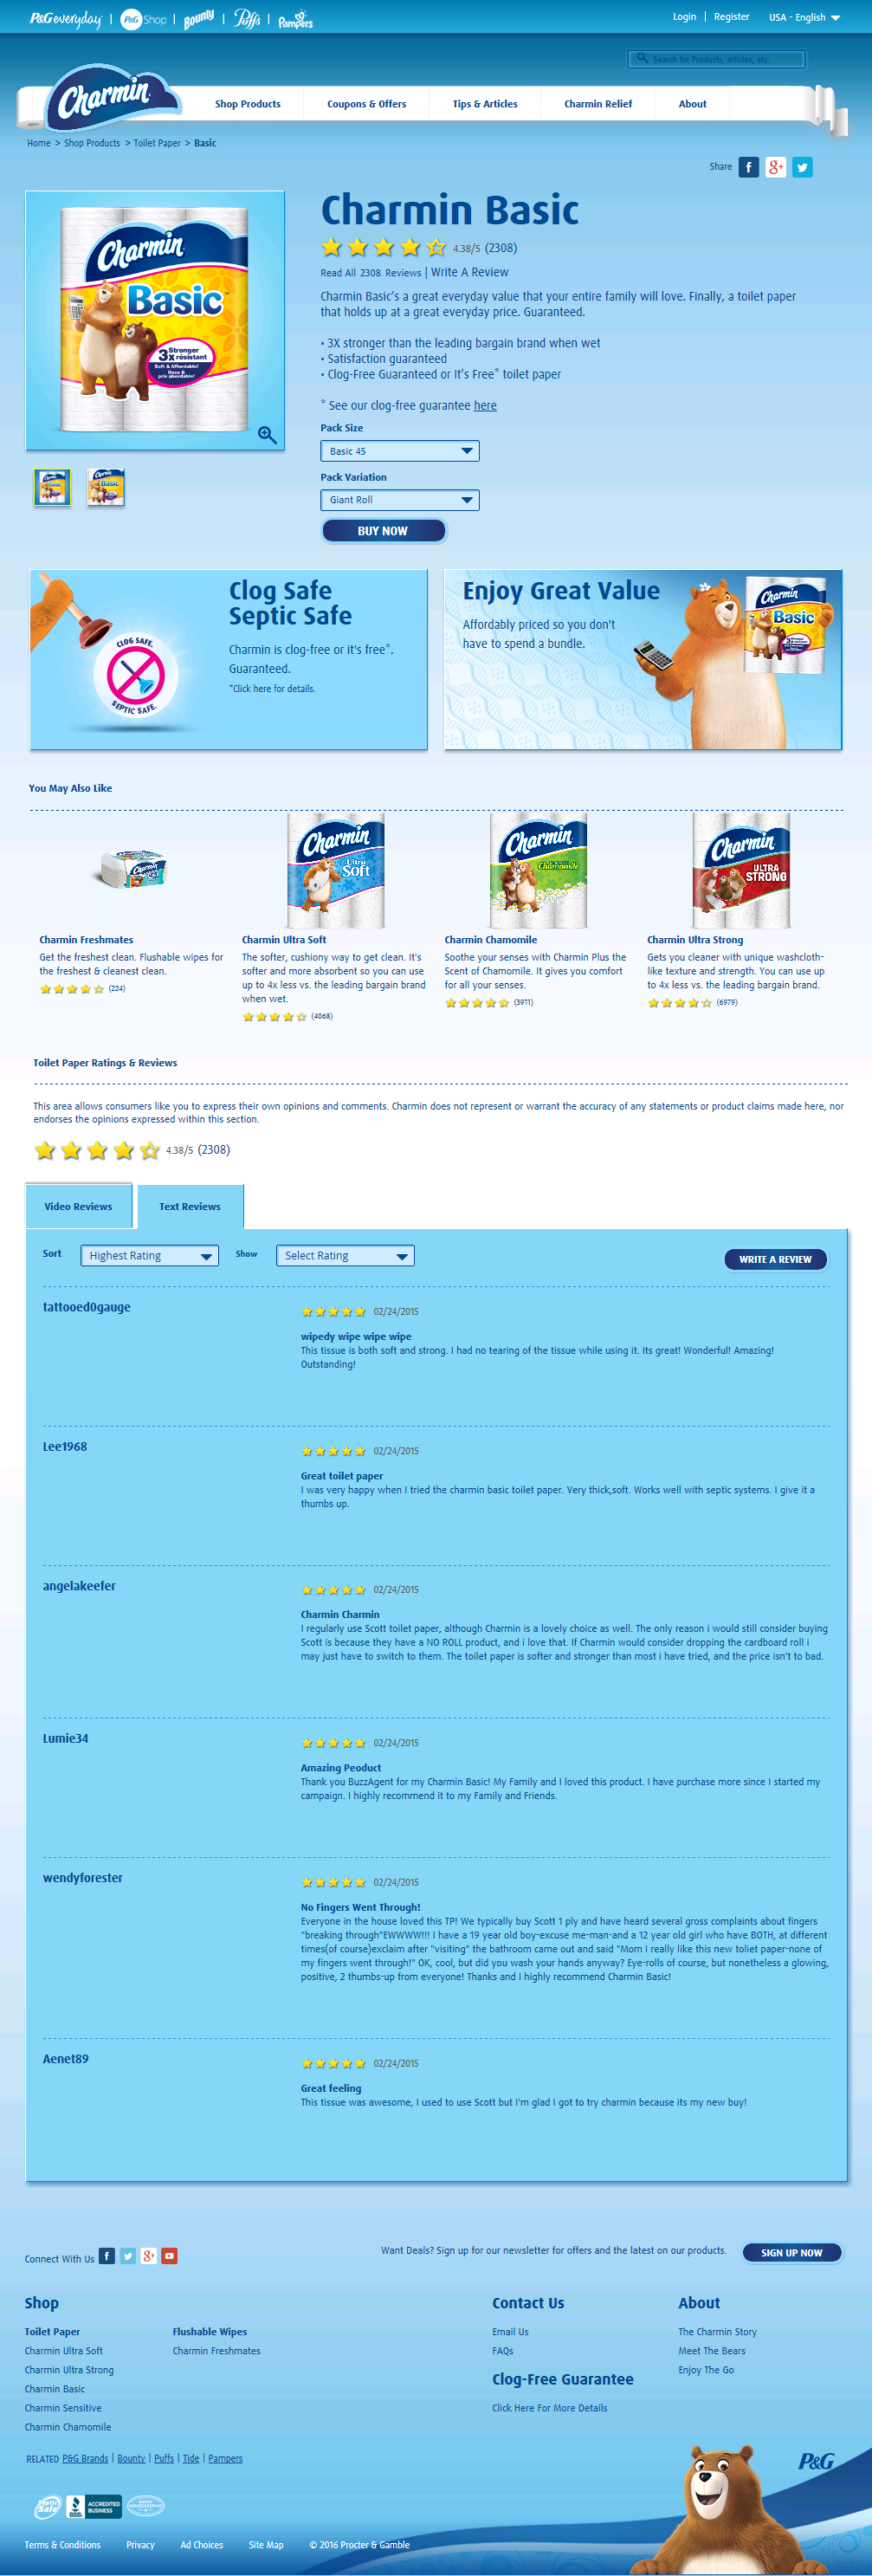 P&G everyday | P&G Shop | Bounty | Puffs | Pampers
Login | Register USA - English
Search for Products, articles, etc.
Charmin
Shop Products Coupons & Offers Tips & Articles Charmin Relief About
Home > Shop Products > Toilet Paper > Basic
Share
Charmin
Basic
3X Stronger résistant
Soft & Affordable!
Doux & prix abordable!
Charmin Basic
4.38/5 (2308)
Read All 2308 Reviews | Write A Review
Charmin Basic's a great everyday value that your entire family will love. Finally, a toilet paper
that holds up at a great everyday price. Guaranteed.
• 3X stronger than the leading bargain brand when wet
• Satisfaction guaranteed
• Clog-Free Guaranteed or It's Free* toilet paper
* See our clog-free guarantee here
Pack Size
Basic 45
Pack Variation
Giant Roll
BUY NOW
CLOG SAFE.
SEPTIC SAFE.
Clog Safe
Septic Safe
Charmin is clog-free or it's free*.
Guaranteed.
*Click here for details.
Enjoy Great Value
Affordably priced so you don't
have to spend a bundle.
Charmin
Basic
You May Also Like
Charmin
Charmin
Ultra
Soft
Charmin
Chamomile
Charmin
ULTRA
STRONG
Charmin Freshmates
Get the freshest clean. Flushable wipes for
the freshest & cleanest clean.
(224)
Charmin Ultra Soft
The softer, cushiony way to get clean. It's
softer and more absorbent so you can use
up to 4x less vs. the leading bargain brand
when wet.
(4068)
Charmin Chamomile
Soothe your senses with Charmin Plus the
Scent of Chamomile. It gives you comfort
for all your senses.
(3911)
Charmin Ultra Strong
Gets you cleaner with unique washcloth-
like texture and strength. You can use up
to 4x less vs. the leading bargain brand.
(6979)
Toilet Paper Ratings & Reviews
This area allows consumers like you to express their own opinions and comments. Charmin does not represent or warrant the accuracy of any statements or product claims made here, nor
endorses the opinions expressed within this section.
4.38/5 (2308)
Video Reviews Text Reviews
Sort Highest Rating Show Select Rating WRITE A REVIEW
tattooed0gauge 02/24/2015
wipedy wipe wipe wipe
This tissue is both soft and strong. I had no tearing of the tissue while using it. Its great! Wonderful! Amazing!
Outstanding!
Lee1968 02/24/2015
Great toilet paper
I was very happy when I tried the charmin basic toilet paper. Very thick,soft. Works well with septic systems. I give it a
thumbs up.
angelakeefer 02/24/2015
Charmin Charmin
I regularly use Scott toilet paper, although Charmin is a lovely choice as well. The only reason i would still consider buying
Scott is because they have a NO ROLL product, and i love that. If Charmin would consider dropping the cardboard roll i
may just have to switch to them. The toilet paper is softer and stronger than most i have tried, and the price isn't to bad.
Lumie34 02/24/2015
Amazing Peoduct
Thank you BuzzAgent for my Charmin Basic! My Family and I loved this product. I have purchase more since I started my
campaign. I highly recommend it to my Family and Friends.
wendyforester 02/24/2015
No Fingers Went Through!
Everyone in the house loved this TP! We typically buy Scott 1 ply and have heard several gross complaints about fingers
"breaking through"EWWWW!!! I have a 19 year old boy-excuse me-man-and a 12 year old girl who have BOTH, at different
times(of course)exclaim after "visiting" the bathroom came out and said "Mom I really like this new toliet paper-none of
my fingers went through!" OK, cool, but did you wash your hands anyway? Eye-rolls of course, but nonetheless a glowing,
positive, 2 thumbs-up from everyone! Thanks and I highly recommend Charmin Basic!
Aenet89 02/24/2015
Great feeling
This tissue was awesome, I used to use Scott but I'm glad I got to try charmin because its my new buy!
Connect With Us
Want Deals? Sign up for our newsletter for offers and the latest on our products. SIGN UP NOW
Shop
Toilet Paper
Charmin Ultra Soft
Charmin Ultra Strong
Charmin Basic
Charmin Sensitive
Charmin Chamomile
Flushable Wipes
Charmin Freshmates
Contact Us
Email Us
FAQs
Clog-Free Guarantee
Click Here For More Details
About
The Charmin Story
Meet The Bears
Enjoy The Go
RELATED P&G Brands | Bounty | Puffs | Tide | Pampers
P&G
Septic Safe
BBB ACCREDITED BUSINESS
Terms & Conditions Privacy Ad Choices Site Map © 2016 Procter & Gamble